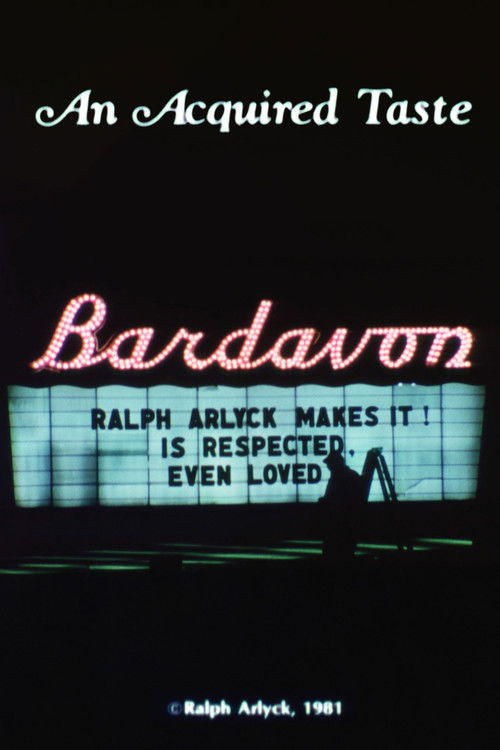 An Acquired Taste
Bardavon
RALPH ARLYCK MAKES IT!
IS RESPECTED,
EVEN LOVED
©Ralph Arlyck, 1981